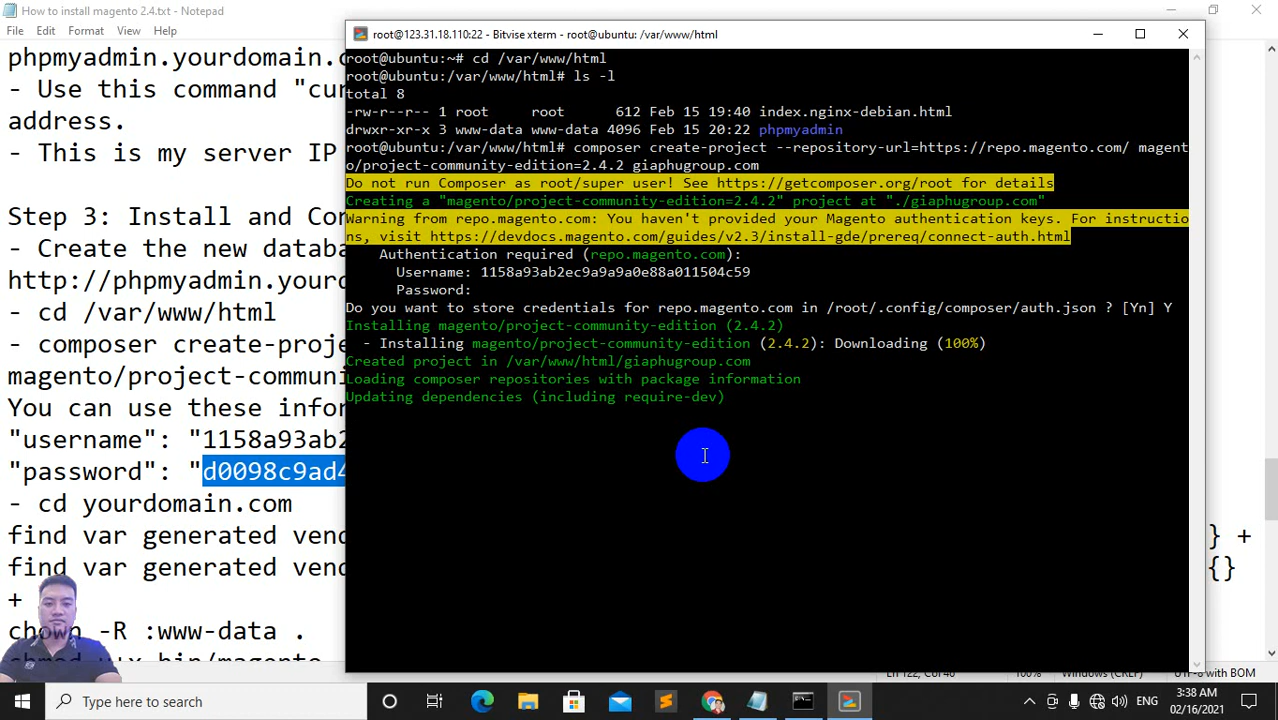 How to install magento 2.4.txt - Notepad
File Edit Format View Help
phpmyadmin.yourdomain.
- Use this command "cu
address.
- This is my server IP
Step 3: Install and Co
- Create the new databa
http://phpmyadmin.your
- cd /var/www/html
- composer create-proj
magento/project-communi
You can use these infor
"username": "1158a93ab2
"password": "d0098c9ad4
- cd yourdomain.com
find var generated vend
} +
find var generated vend
{}
+
chown -R :www-data .
chmod u+x bin/magento
root@123.31.18.110:22 - Bitvise xterm - root@ubuntu: /var/www/html
root@ubuntu:~# cd /var/www/html
root@ubuntu:/var/www/html# ls -l
total 8
-rw-r--r-- 1 root     root      612 Feb 15 19:40 index.nginx-debian.html
drwxr-xr-x 3 www-data www-data 4096 Feb 15 20:22 phpmyadmin
root@ubuntu:/var/www/html# composer create-project --repository-url=https://repo.magento.com/ magent
o/project-community-edition=2.4.2 giaphugroup.com
Do not run Composer as root/super user! See https://getcomposer.org/root for details
Creating a "magento/project-community-edition=2.4.2" project at "./giaphugroup.com"
Warning from repo.magento.com: You haven't provided your Magento authentication keys. For instructio
ns, visit https://devdocs.magento.com/guides/v2.3/install-gde/prereq/connect-auth.html
Authentication required (repo.magento.com):
Username: 1158a93ab2ec9a9a9a0e88a011504c59
Password:
Do you want to store credentials for repo.magento.com in /root/.config/composer/auth.json ? [Yn] Y
Installing magento/project-community-edition (2.4.2)
- Installing magento/project-community-edition (2.4.2): Downloading (100%)
Created project in /var/www/html/giaphugroup.com
Loading composer repositories with package information
Updating dependencies (including require-dev)
Ln 122, Col 40
100%
Windows (CRLF)
UTF-8 with BOM
Type here to search
ENG
3:38 AM
02/16/2021